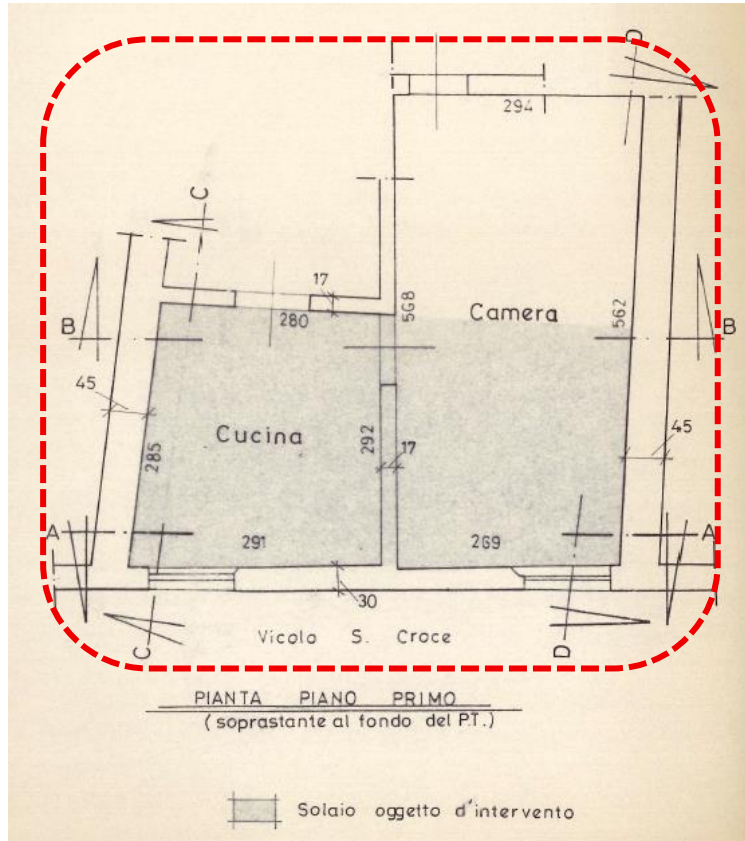 D
294
C
17
280
568
Camera
562
B
B
45
Cucina
285
292
17
45
A
A
291
269
30
Vicolo S. Croce
C
D
PIANTA PIANO PRIMO
(soprastante al fondo del P.T.)
Solaio oggetto d'intervento